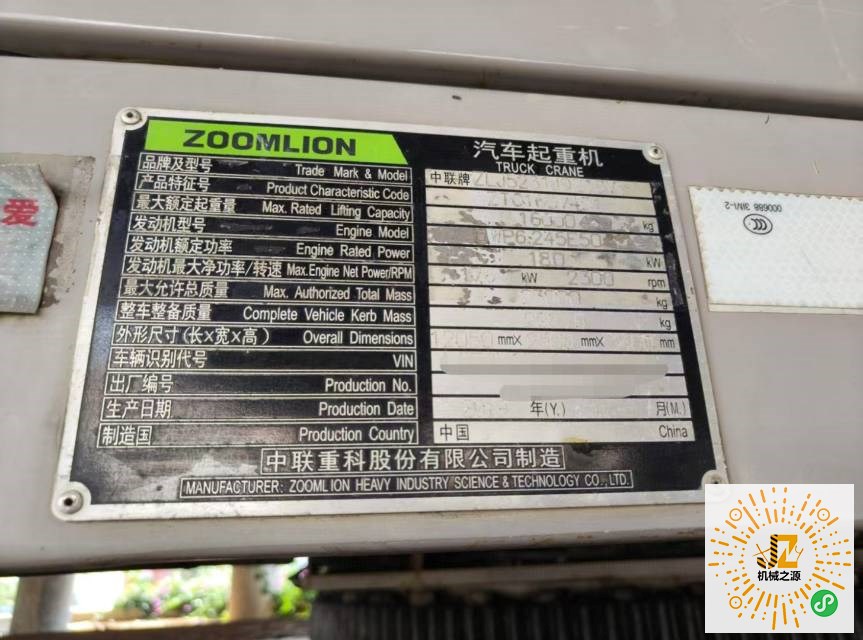 ZOOMLION
汽车起重机
TRUCK CRANE
品牌及型号 Trade Mark & Model 中联牌
产品特征号 Product Characteristic Code
最大额定起重量 Max. Rated Lifting Capacity 16000 kg
发动机型号 Engine Model
发动机额定功率 Engine Rated Power 180 kW
发动机最大净功率/转速 Max.Engine Net Power/RPM kW 2300 rpm
最大允许总质量 Max. Authorized Total Mass kg
整车整备质量 Complete Vehicle Kerb Mass kg
外形尺寸(长×宽×高) Overall Dimensions mmX mmX mm
车辆识别代号 VIN
出厂编号 Production No.
生产日期 Production Date 年(Y.) 月(M.)
制造国 Production Country 中国 China
中联重科股份有限公司制造
MANUFACTURER: ZOOMLION HEAVY INDUSTRY SCIENCE & TECHNOLOGY CO., LTD.
爱
000686 3IVI-2
CCC
机械之源